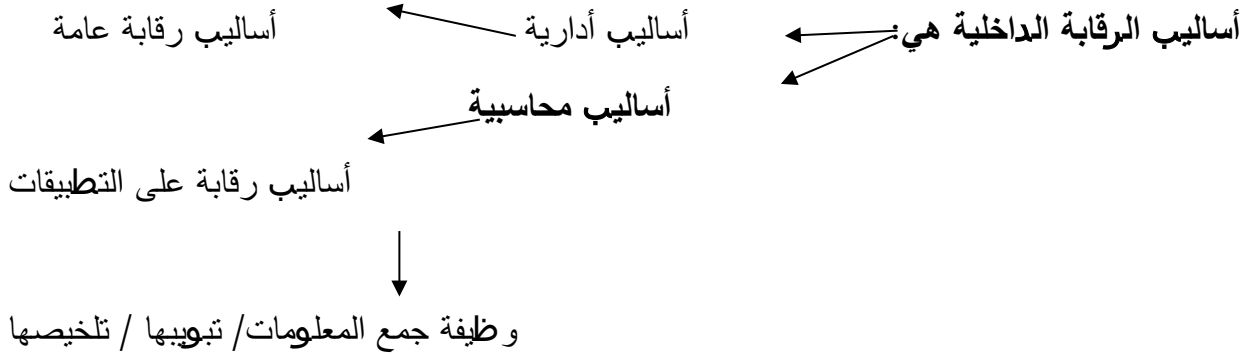 أساليب الرقابة الداخلية هي: أساليب أدارية أساليب رقابة عامة
أساليب محاسبية
أساليب رقابة على التطبيقات
وظيفة جمع المعلومات/ تبويبها / تلخيصها